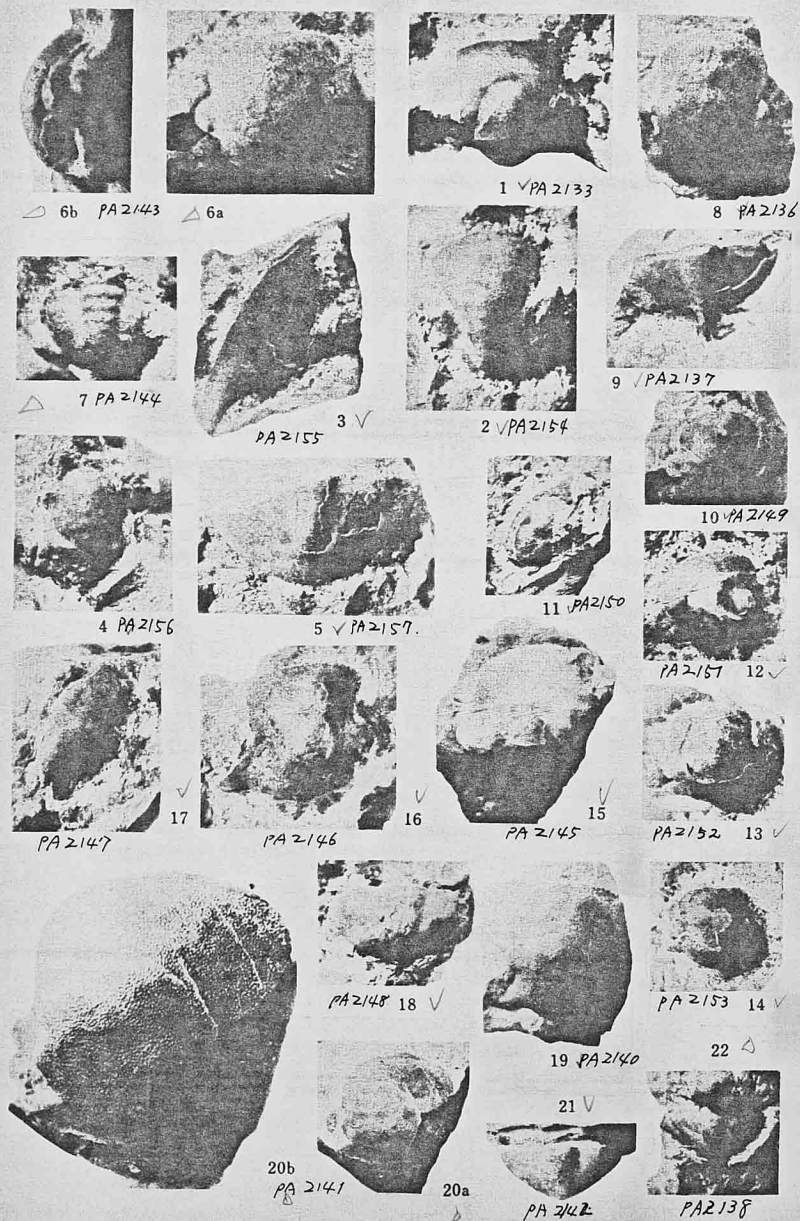 6b PA2143
6a
1 ✓ PA2133
8 PA2136
7 PA2144
3 ✓
PA2155
2 ✓ PA2154
9 ✓ PA2137
4 PA2156
5 ✓ PA2157.
11 PA2150
10 PA2149
PA2151 12 ✓
17 ✓
PA2147
16 ✓
PA2146
15 ✓
PA2145
PA2152 13 ✓
PA2148 18 ✓
19 PA2140
PA2153 14 ✓
22
20b
PA2141
20a
21 ✓
PA2142
PA2138